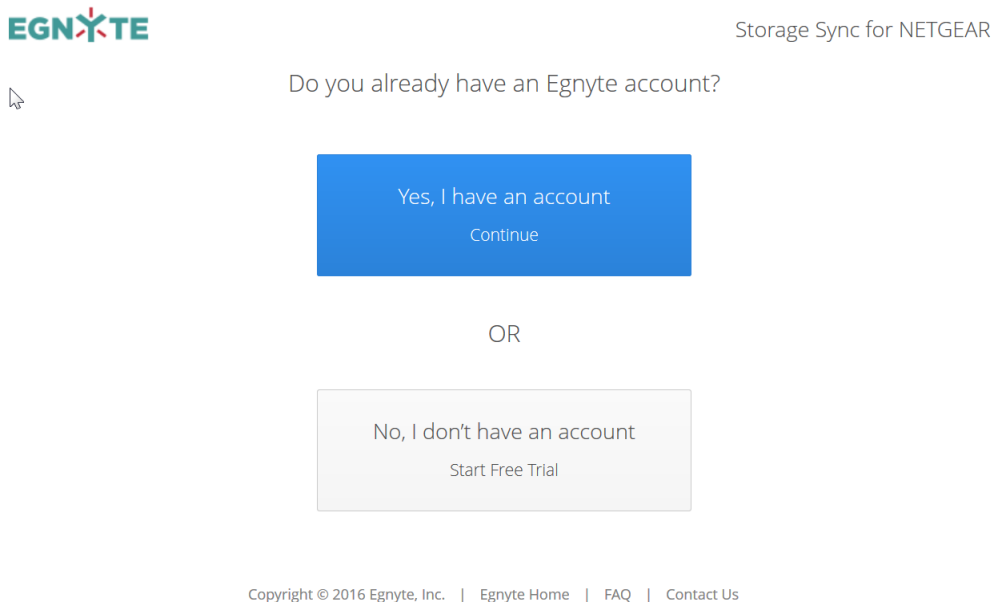 EGNYTE
Storage Sync for NETGEAR
Do you already have an Egnyte account?
Yes, I have an account
Continue
OR
No, I don’t have an account
Start Free Trial
Copyright © 2016 Egnyte, Inc. | Egnyte Home | FAQ | Contact Us